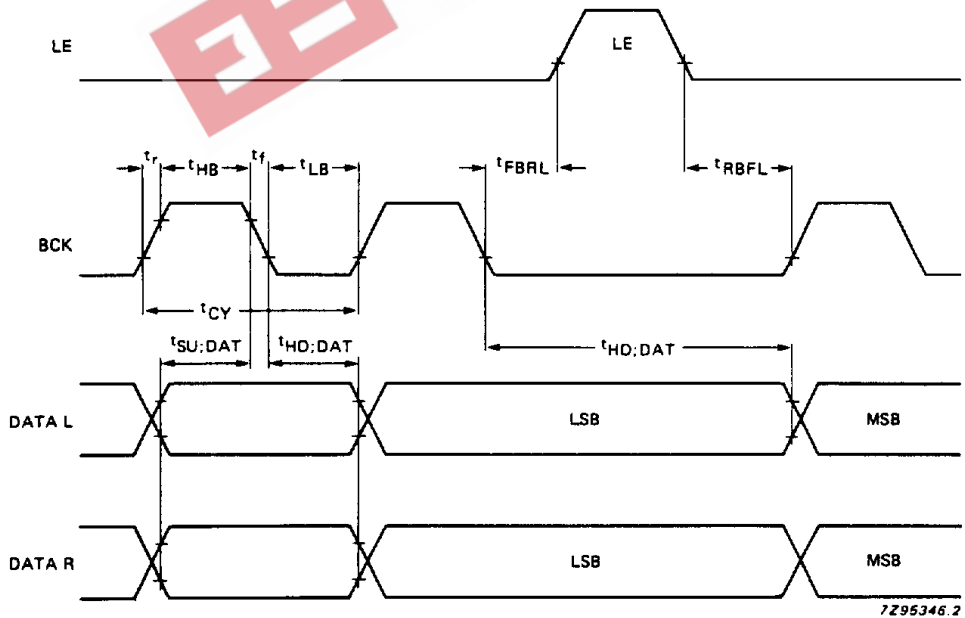 LE
LE
tr
tHB
tf
tLB
tFBRL
tRBFL
BCK
tCY
tSU;DAT
tHD;DAT
tHD;DAT
DATA L
LSB
MSB
DATA R
LSB
MSB
7Z95346.2